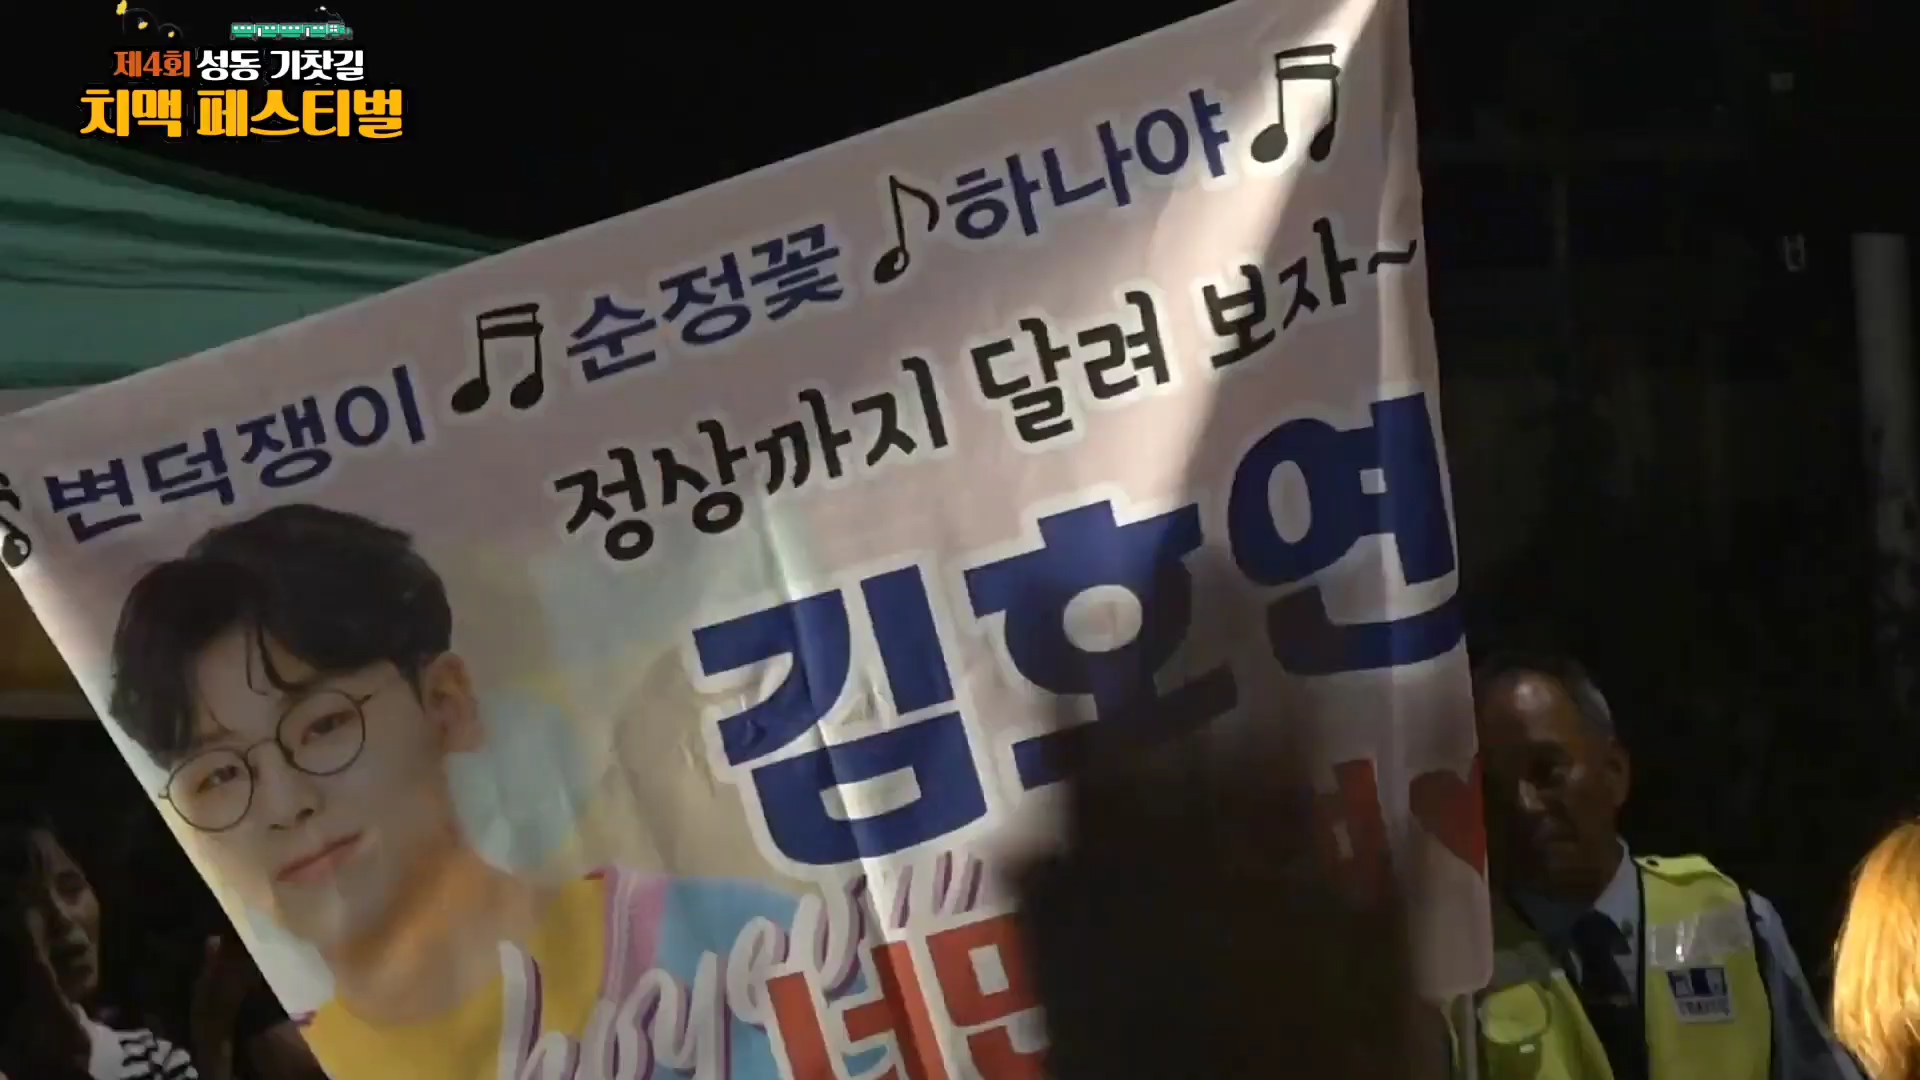 제4회 성동 기찻길
치맥 페스티벌
변덕쟁이 순정꽃 하나야
정상까지 달려 보자~
김호연
hoyeon